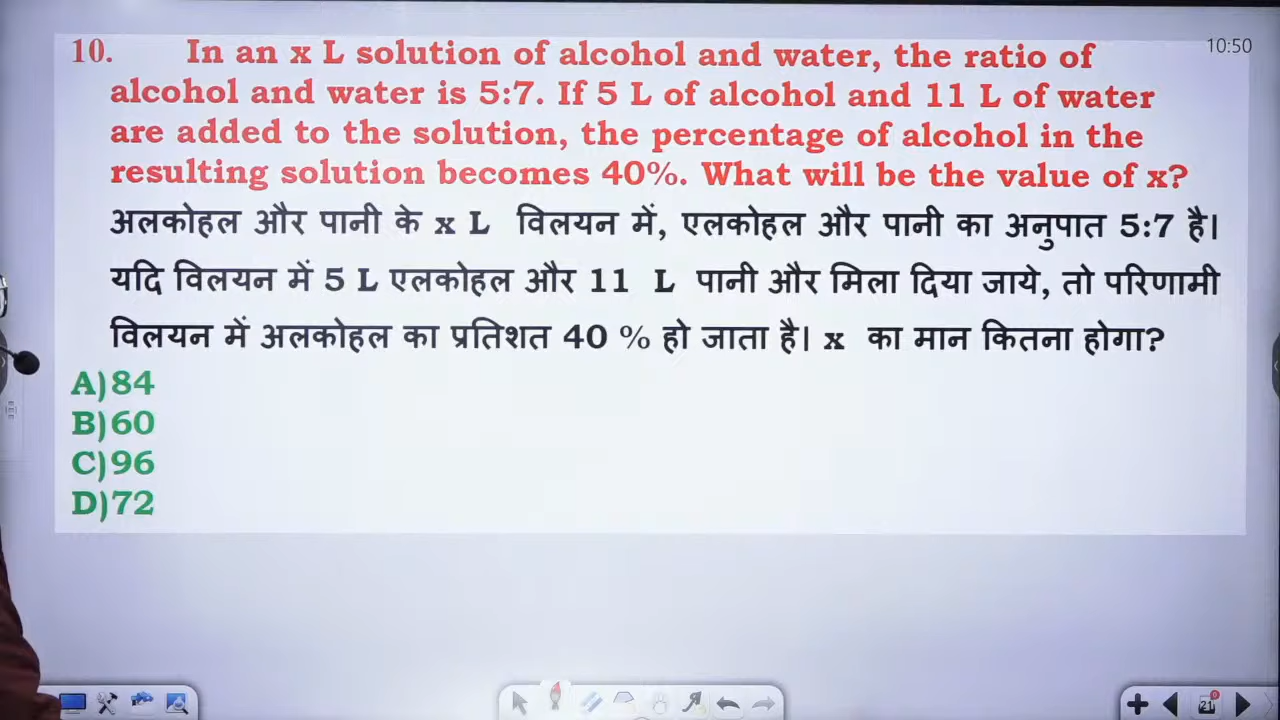 10:50
10. In an x L solution of alcohol and water, the ratio of
alcohol and water is 5:7. If 5 L of alcohol and 11 L of water
are added to the solution, the percentage of alcohol in the
resulting solution becomes 40%. What will be the value of x?
अलकोहल और पानी के x L विलयन में, एलकोहल और पानी का अनुपात 5:7 है।
यदि विलयन में 5 L एलकोहल और 11 L पानी और मिला दिया जाये, तो परिणामी
विलयन में अलकोहल का प्रतिशत 40 % हो जाता है। x का मान कितना होगा?
A)84
B)60
C)96
D)72
21